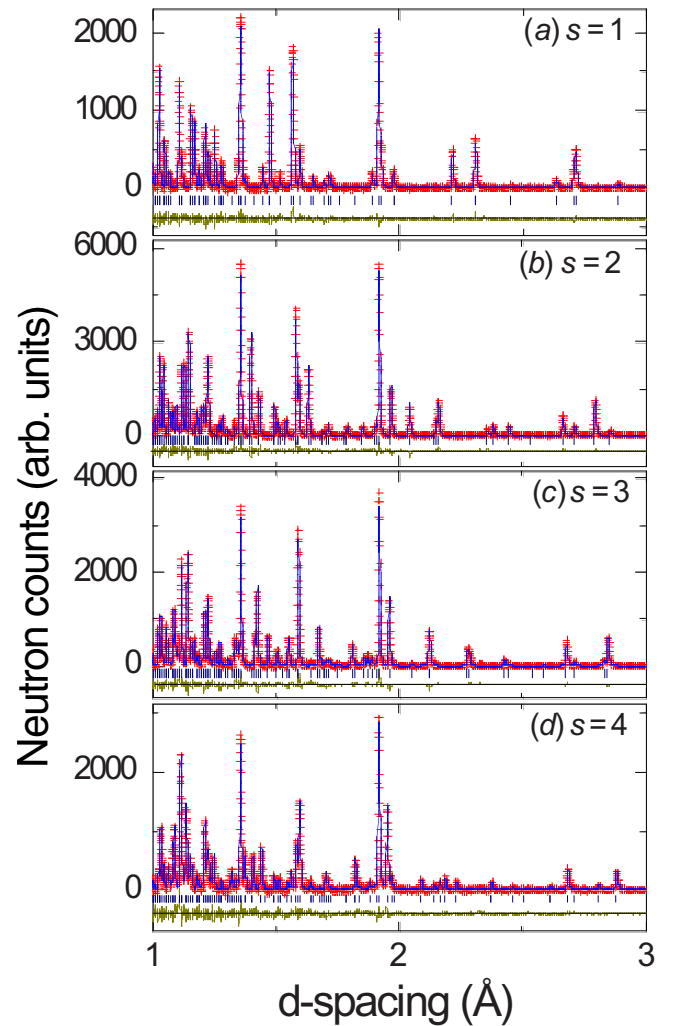 Neutron counts (arb. units)
(a) s = 1
2000
1000
0
(b) s = 2
6000
3000
0
(c) s = 3
4000
2000
0
(d) s = 4
2000
0
1 2 3
d-spacing (Å)